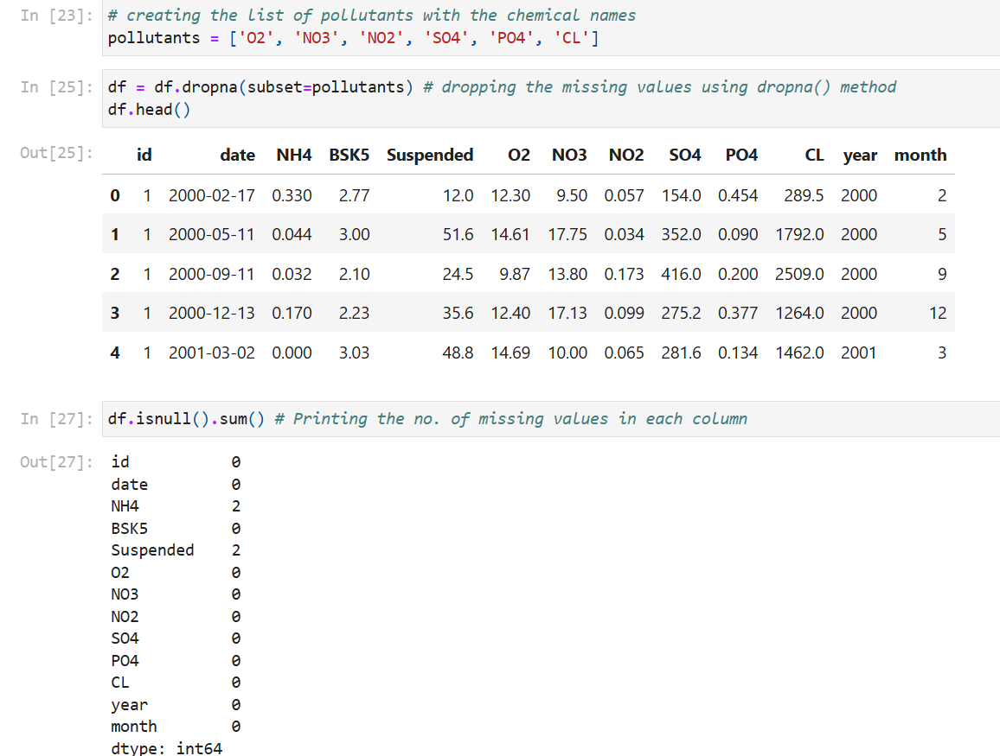 In [23]: # creating the list of pollutants with the chemical names
pollutants = ['O2', 'NO3', 'NO2', 'SO4', 'PO4', 'CL']
In [25]: df = df.dropna(subset=pollutants) # dropping the missing values using dropna() method
df.head()
Out[25]: id date NH4 BSK5 Suspended O2 NO3 NO2 SO4 PO4 CL year month
0 1 2000-02-17 0.330 2.77 12.0 12.30 9.50 0.057 154.0 0.454 289.5 2000 2
1 1 2000-05-11 0.044 3.00 51.6 14.61 17.75 0.034 352.0 0.090 1792.0 2000 5
2 1 2000-09-11 0.032 2.10 24.5 9.87 13.80 0.173 416.0 0.200 2509.0 2000 9
3 1 2000-12-13 0.170 2.23 35.6 12.40 17.13 0.099 275.2 0.377 1264.0 2000 12
4 1 2001-03-02 0.000 3.03 48.8 14.69 10.00 0.065 281.6 0.134 1462.0 2001 3
In [27]: df.isnull().sum() # Printing the no. of missing values in each column
Out[27]: id 0
date 0
NH4 2
BSK5 0
Suspended 2
O2 0
NO3 0
NO2 0
SO4 0
PO4 0
CL 0
year 0
month 0
dtype: int64